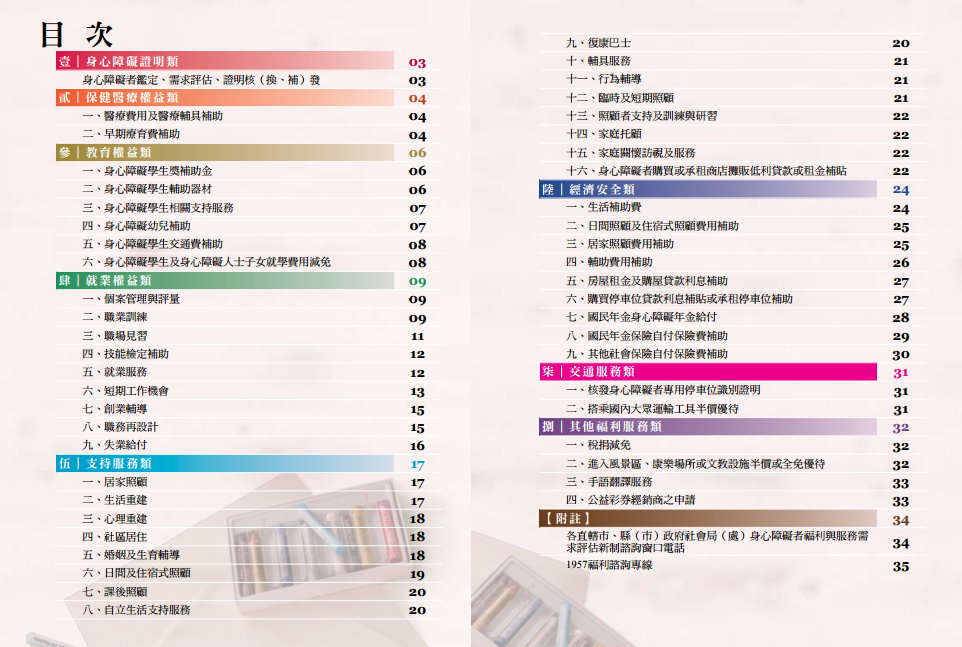 目 次
壹｜身心障礙證明類 03
身心障礙者鑑定、需求評估、證明核（換、補）發 03
貳｜保健醫療權益類 04
一、醫療費用及醫療輔具補助 04
二、早期療育費補助 04
參｜教育權益類 06
一、身心障礙學生獎補助金 06
二、身心障礙學生輔助器材 06
三、身心障礙學生相關支持服務 07
四、身心障礙幼兒補助 07
五、身心障礙學生交通費補助 08
六、身心障礙學生及身心障礙人士子女就學費用減免 08
肆｜就業權益類 09
一、個案管理與評量 09
二、職業訓練 09
三、職場見習 11
四、技能檢定補助 12
五、就業服務 12
六、短期工作機會 13
七、創業輔導 15
八、職務再設計 15
九、失業給付 16
伍｜支持服務類 17
一、居家照顧 17
二、生活重建 17
三、心理重建 18
四、社區居住 18
五、婚姻及生育輔導 18
六、日間及住宿式照顧 19
七、課後照顧 20
八、自立生活支持服務 20
九、復康巴士 20
十、輔具服務 21
十一、行為輔導 21
十二、臨時及短期照顧 21
十三、照顧者支持及訓練與研習 22
十四、家庭托顧 22
十五、家庭關懷訪視及服務 22
十六、身心障礙者購買或承租商店攤販低利貸款或租金補貼 22
陸｜經濟安全類 24
一、生活補助費 24
二、日間照顧及住宿式照顧費用補助 25
三、居家照顧費用補助 25
四、輔助費用補助 26
五、房屋租金及購屋貸款利息補助 27
六、購買停車位貸款利息補貼或承租停車位補助 27
七、國民年金身心障礙年金給付 28
八、國民年金保險自付保險費補助 29
九、其他社會保險自付保險費補助 30
柒｜交通服務類 31
一、核發身心障礙者專用停車位識別證明 31
二、搭乘國內大眾運輸工具半價優待 31
捌｜其他福利服務類 32
一、稅捐減免 32
二、進入風景區、康樂場所或文教設施半價或全免優待 32
三、手語翻譯服務 33
四、公益彩券經銷商之申請 33
【附註】 34
各直轄市、縣（市）政府社會局（處）身心障礙者福利與服務需
求評估新制諮詢窗口電話 34
1957福利諮詢專線 35